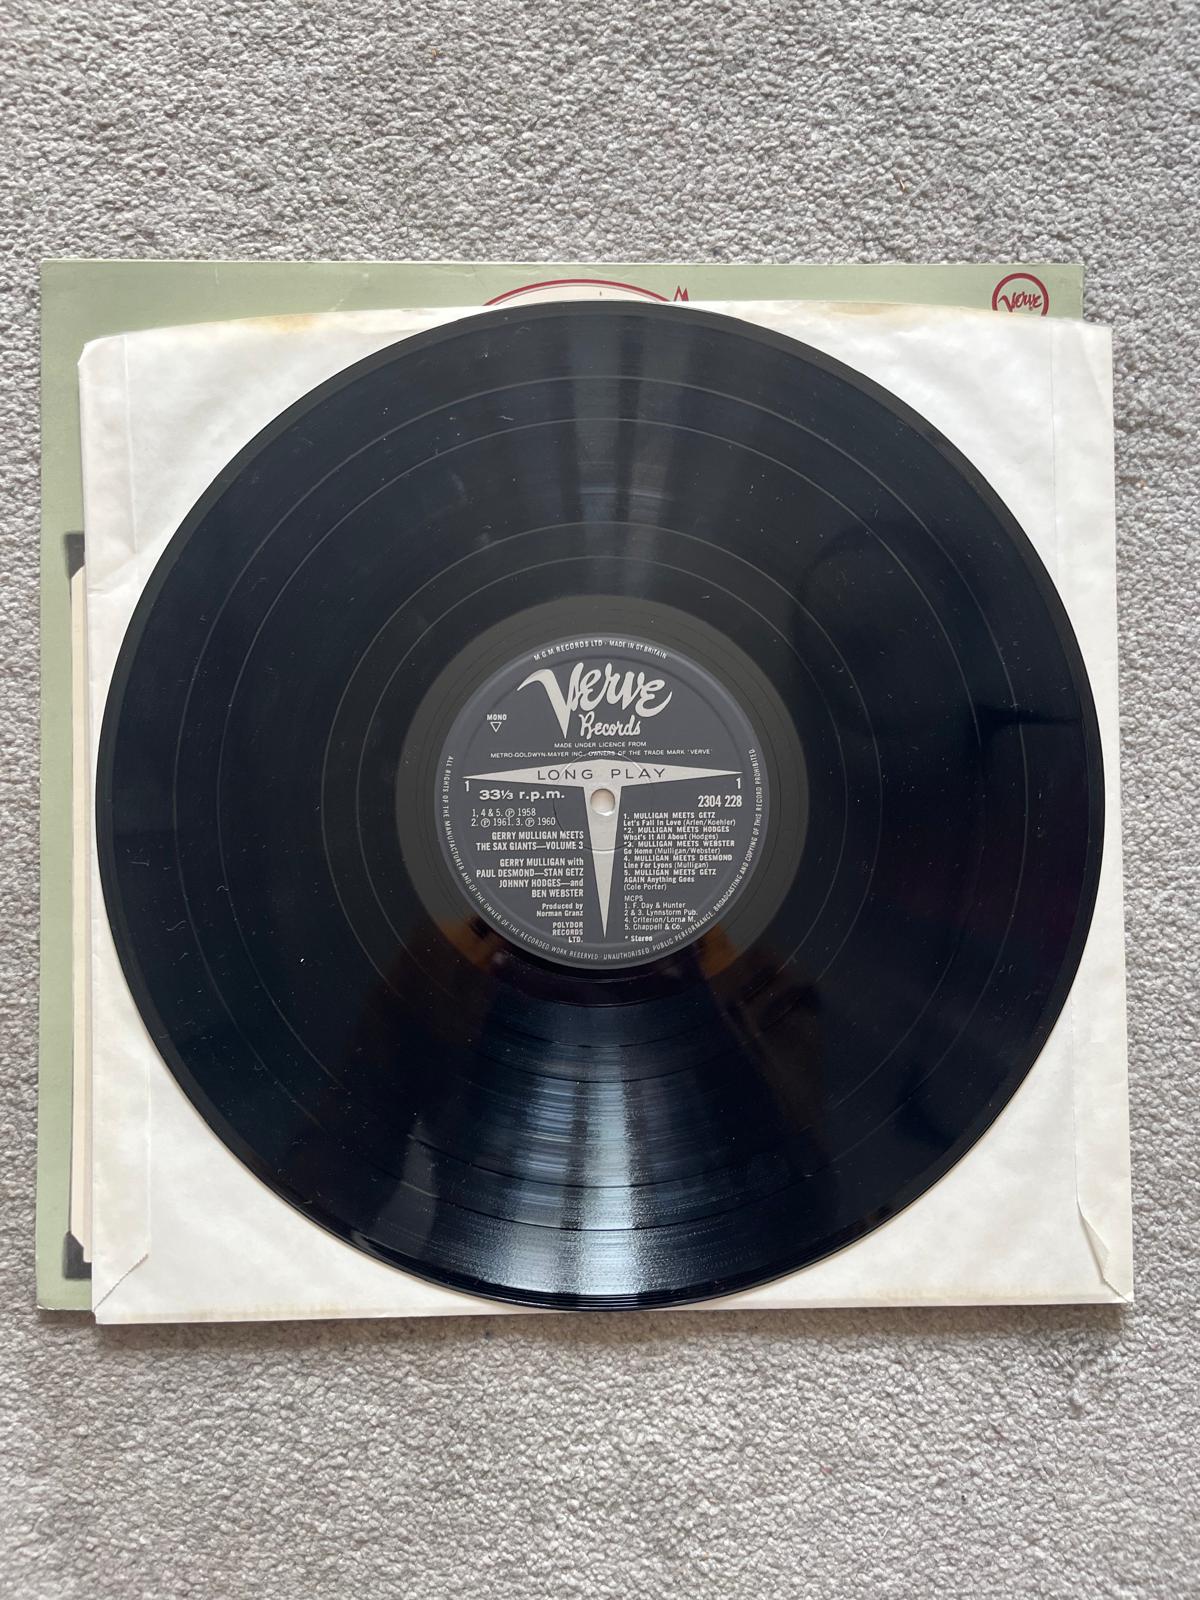 Verve
M G M RECORDS LTD · MADE IN GT. BRITAIN
Verve
Records
MONO
MADE UNDER LICENCE FROM
METRO-GOLDWYN-MAYER INC., OWNERS OF THE TRADE MARK 'VERVE'
LONG PLAY
1
1
33⅓ r.p.m.
2304 228
1, 4 & 5. ℗ 1958
2. ℗ 1961. 3. ℗ 1960
GERRY MULLIGAN MEETS
THE SAX GIANTS—VOLUME 3
GERRY MULLIGAN with
PAUL DESMOND—STAN GETZ
JOHNNY HODGES—and
BEN WEBSTER
Produced by
Norman Granz
POLYDOR
RECORDS
LTD.
1. MULLIGAN MEETS GETZ
Let's Fall in Love (Arlen/Koehler)
*2. MULLIGAN MEETS HODGES
What's It All About (Hodges)
*3. MULLIGAN MEETS WEBSTER
Go Home (Mulligan/Webster)
4. MULLIGAN MEETS DESMOND
Line For Lyons (Mulligan)
5. MULLIGAN MEETS GETZ
AGAIN Anything Goes
(Cole Porter)
MCPS
1. F. Day & Hunter
2 & 3. Lynnstorm Pub.
4. Criterion/Lorna M.
5. Chappell & Co.
* Stereo
ALL RIGHTS OF THE MANUFACTURER AND OF THE OWNER OF THE RECORDED WORK RESERVED · UNAUTHORISED PUBLIC PERFORMANCE, BROADCASTING AND COPYING OF THIS RECORD PROHIBITED.